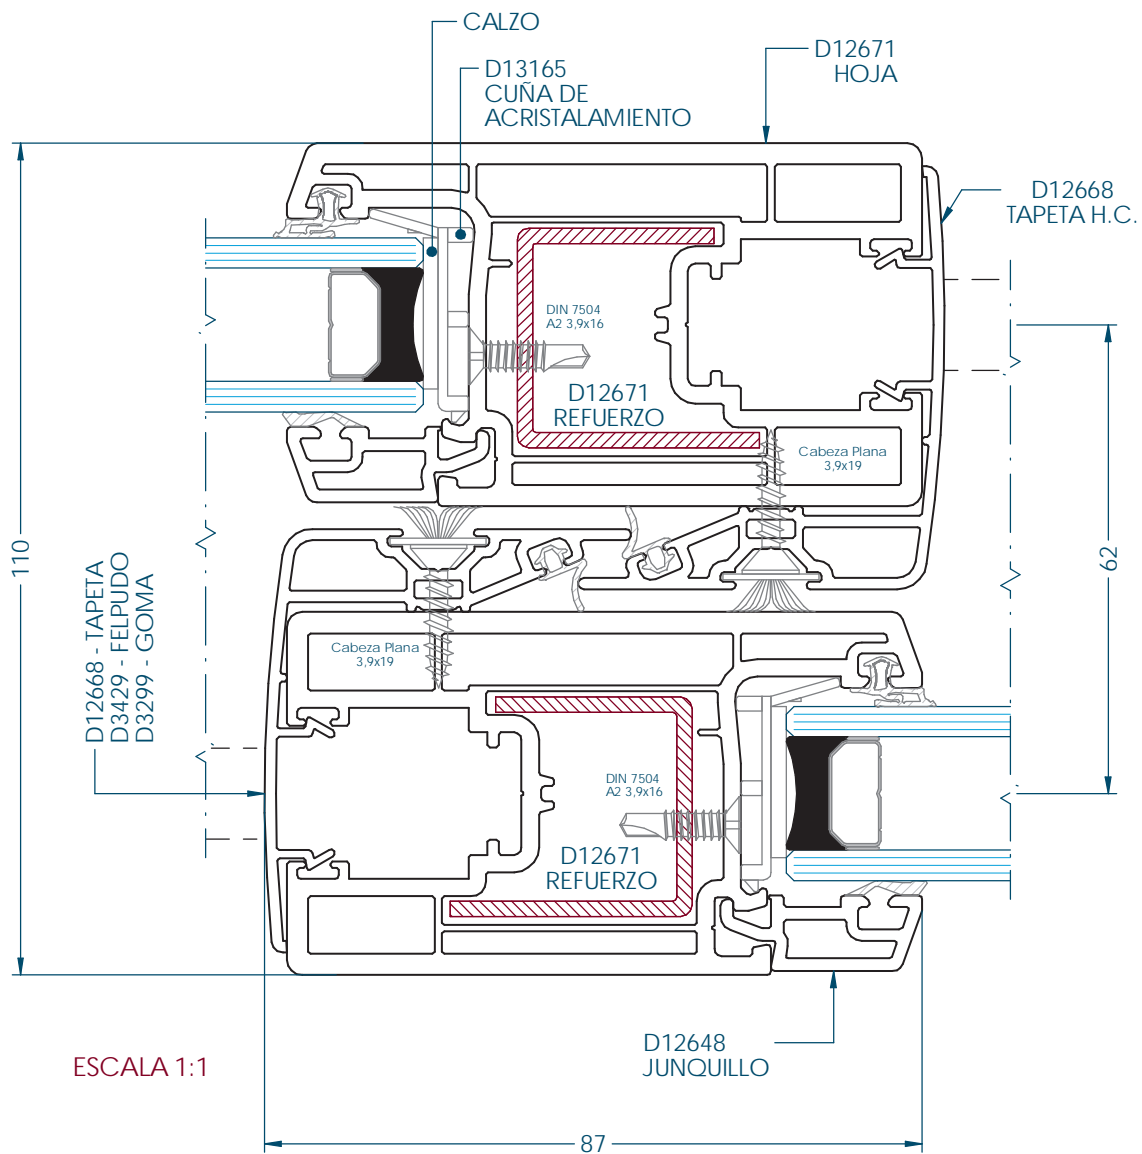 CALZO
D13165
CUÑA DE
ACRISTALAMIENTO
D12671
HOJA
D12668
TAPETA H.C.
DIN 7504
A2 3,9x16
D12671
REFUERZO
Cabeza Plana
3,9x19
110
62
D12668 - TAPETA
D3429 - FELPUDO
D3299 - GOMA
Cabeza Plana
3,9x19
DIN 7504
A2 3,9x16
D12671
REFUERZO
D12648
JUNQUILLO
ESCALA 1:1
87